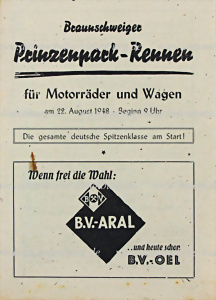 Braunschweiger
Prinzenpark-Rennen
für Motorräder und Wagen
am 22. August 1948 - Beginn 9 Uhr
Die gesamte deutsche Spitzenklasse am Start!
Wenn frei die Wahl:
B.V.-ARAL
...und heute schon
B.V.-OEL